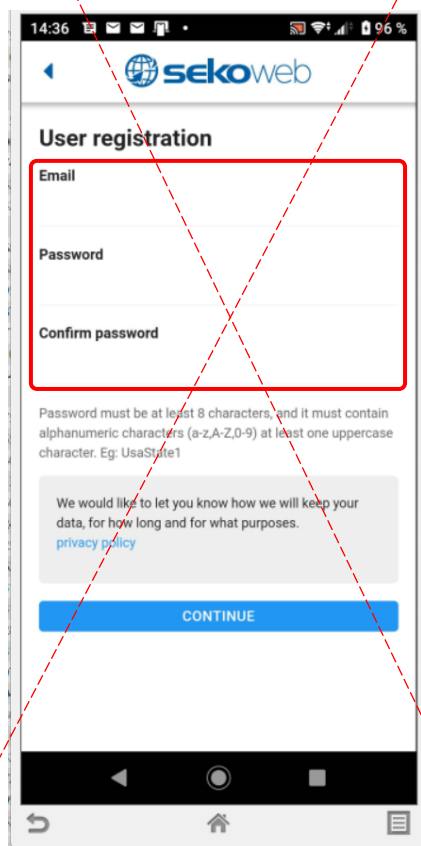 14:36 96 %
sekoweb
User registration
Email
Password
Confirm password
Password must be at least 8 characters, and it must contain
alphanumeric characters (a-z,A-Z,0-9) at least one uppercase
character. Eg: UsaState1
We would like to let you know how we will keep your
data, for how long and for what purposes.
privacy policy
CONTINUE